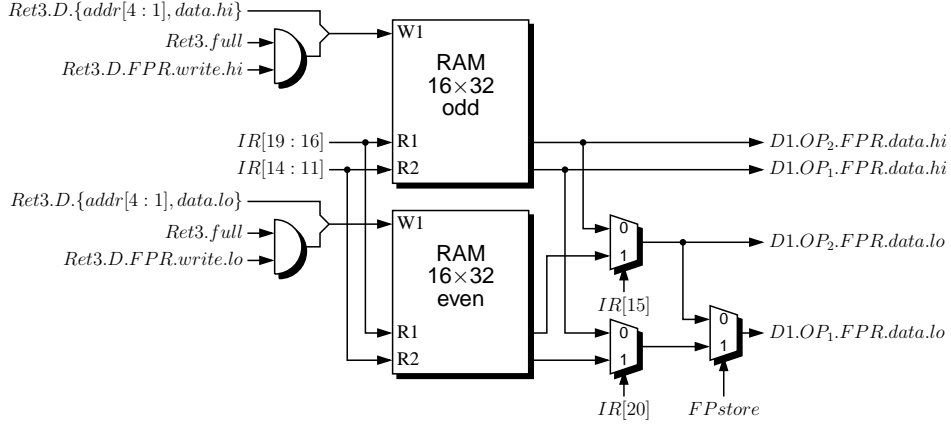 Ret3.D.{addr[4 : 1], data.hi}
Ret3.full
Ret3.D.FPR.write.hi
W1
RAM
16×32
odd
IR[19 : 16]
R1
D1.OP₂.FPR.data.hi
IR[14 : 11]
R2
D1.OP₁.FPR.data.hi
Ret3.D.{addr[4 : 1], data.lo}
Ret3.full
Ret3.D.FPR.write.lo
W1
RAM
16×32
even
R1
R2
0
1
IR[15]
D1.OP₂.FPR.data.lo
0
1
IR[20]
0
1
FPstore
D1.OP₁.FPR.data.lo